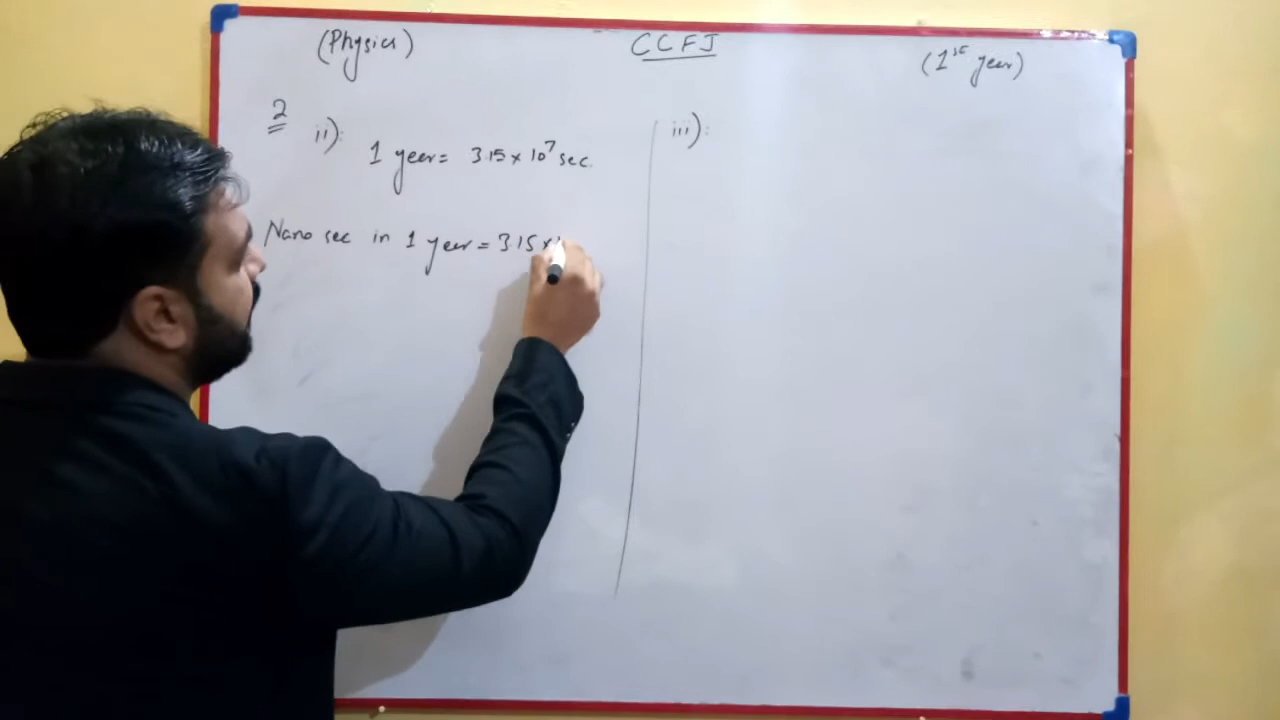 (Physics) CCFJ (1st year)
2 ii): iii):
1 year = 3.15 × 10⁷ sec.
Nano sec in 1 year = 3.15 ×